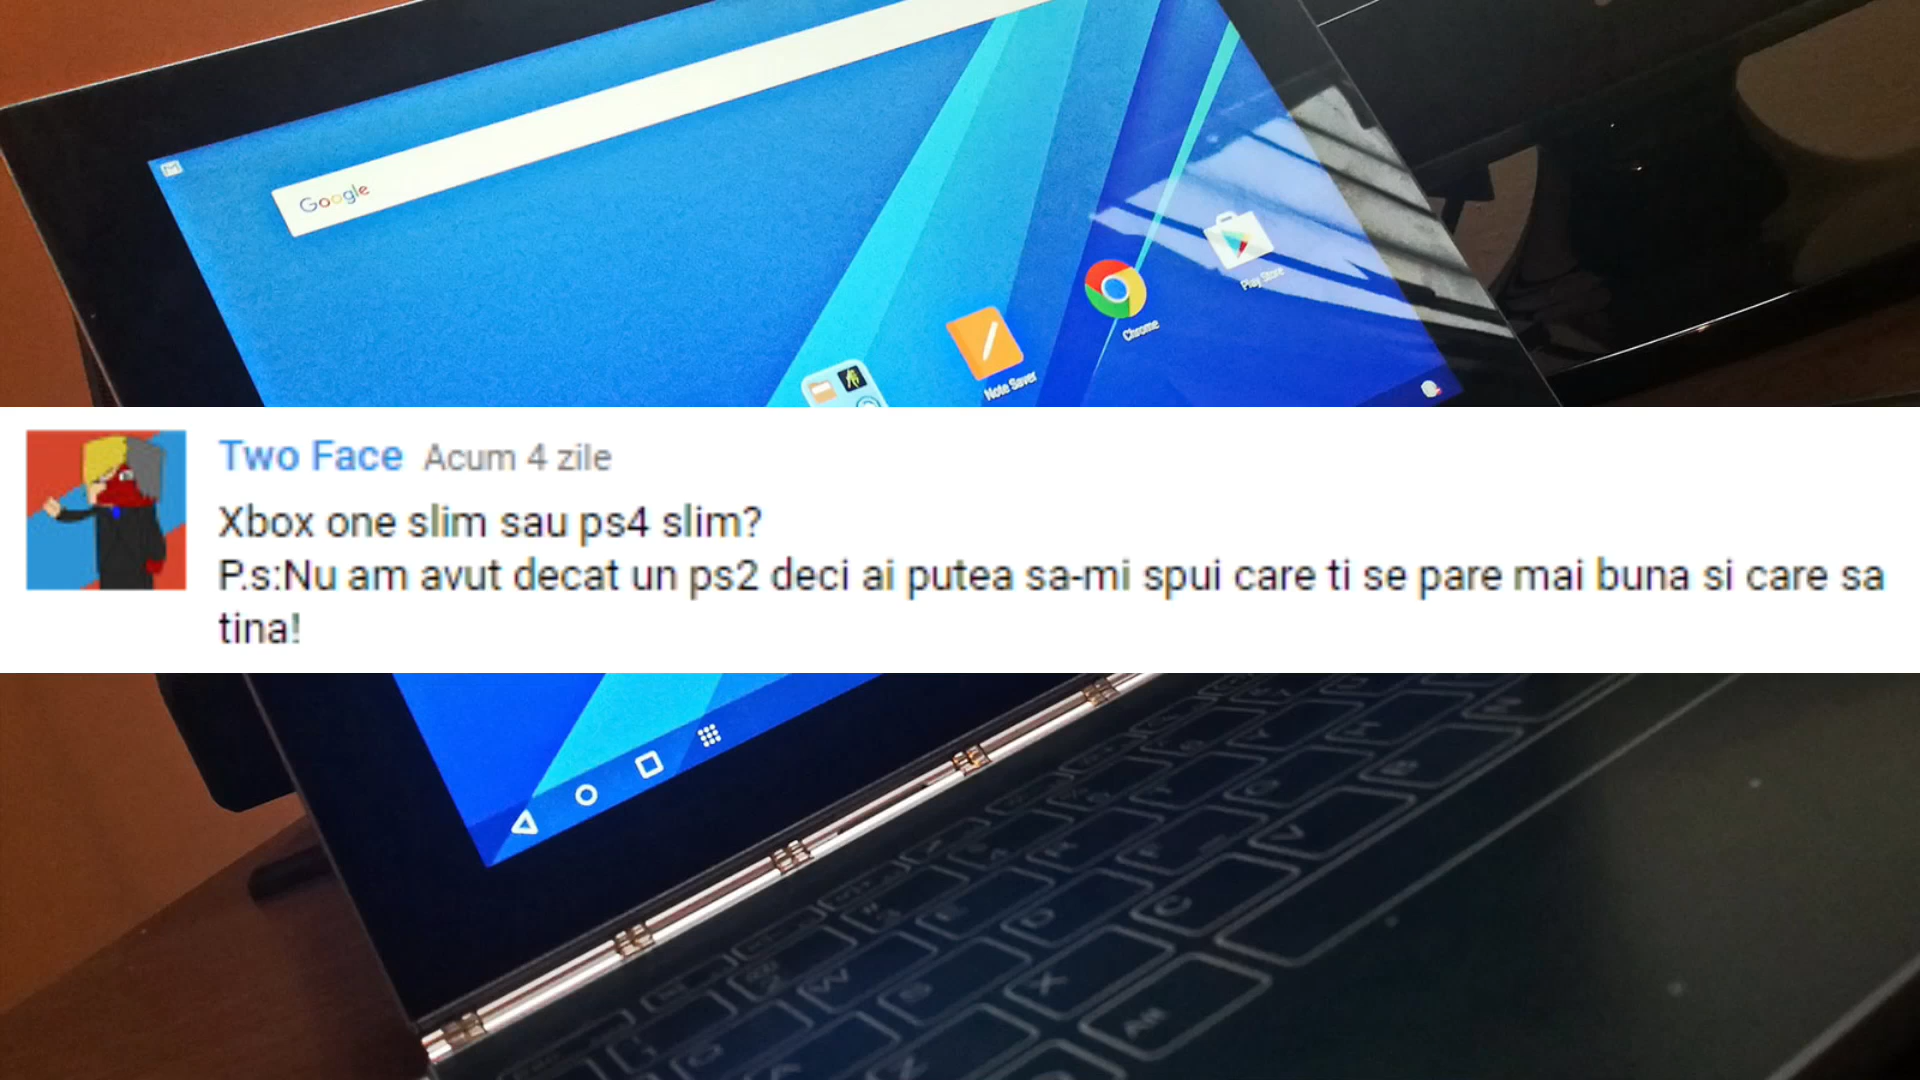 Google
Play Store
Chrome
Note Saver
Two Face Acum 4 zile
Xbox one slim sau ps4 slim?
P.s:Nu am avut decat un ps2 deci ai putea sa-mi spui care ti se pare mai buna si care sa
tina!